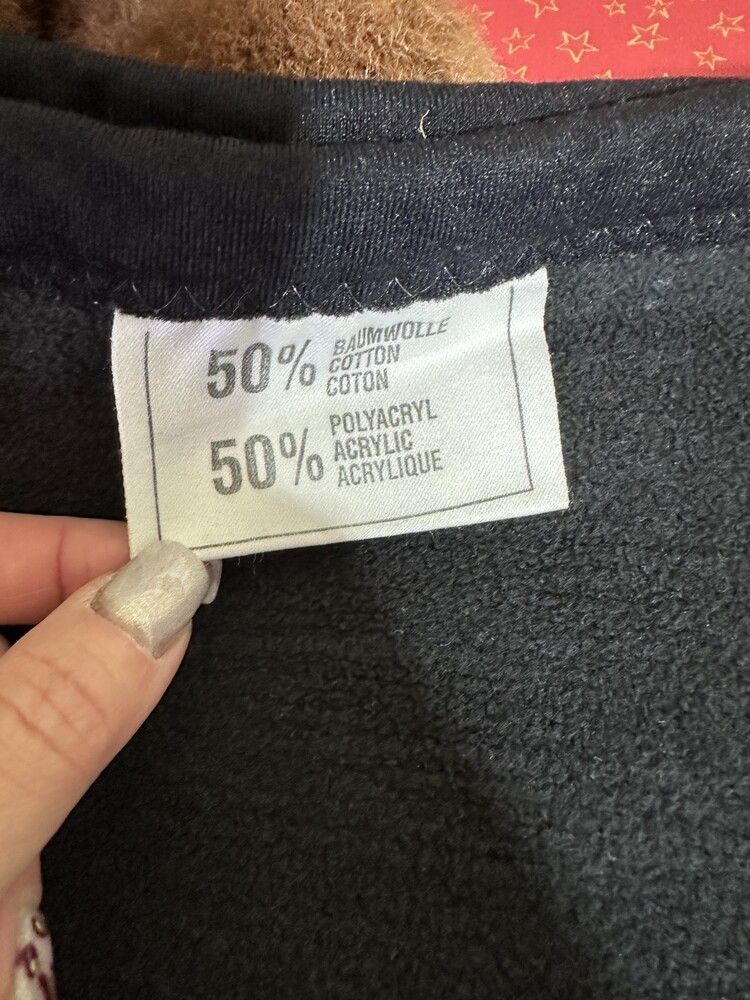 50% BAUMWOLLE
COTTON
COTON
50% POLYACRYL
ACRYLIC
ACRYLIQUE